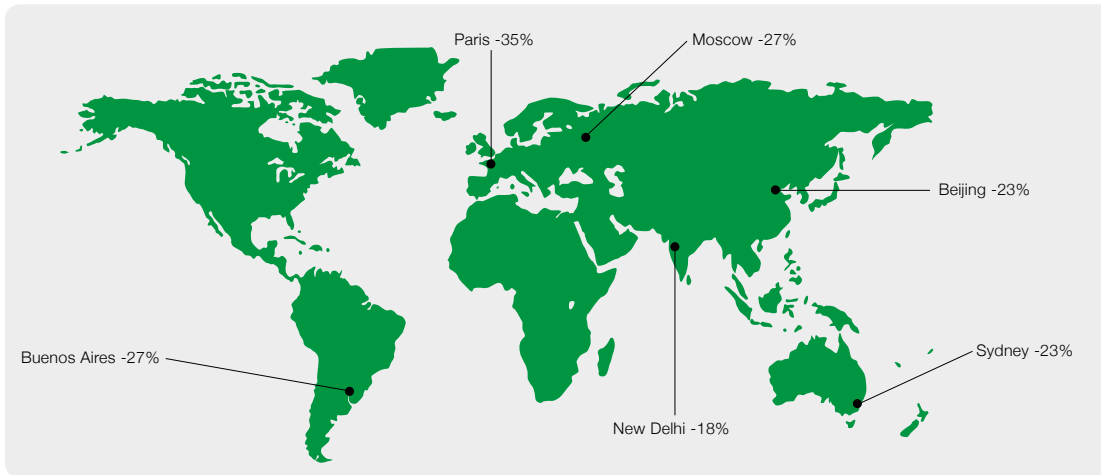 Paris -35%
Moscow -27%
Beijing -23%
Buenos Aires -27%
Sydney -23%
New Delhi -18%